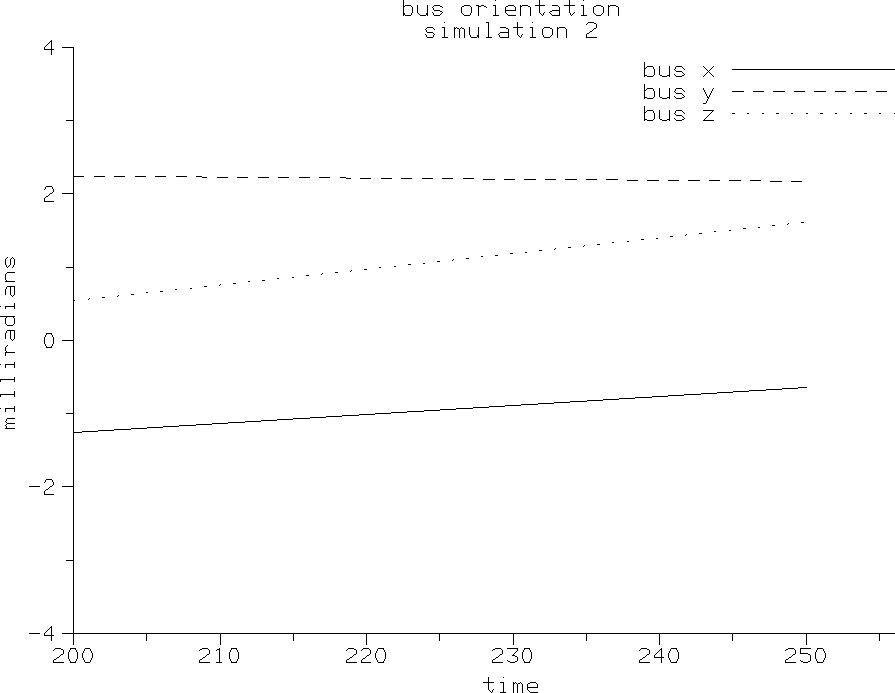 bus orientation
simulation 2
bus x
bus y
bus z
4
2
0
-2
-4
milliradians
200 210 220 230 240 250
time